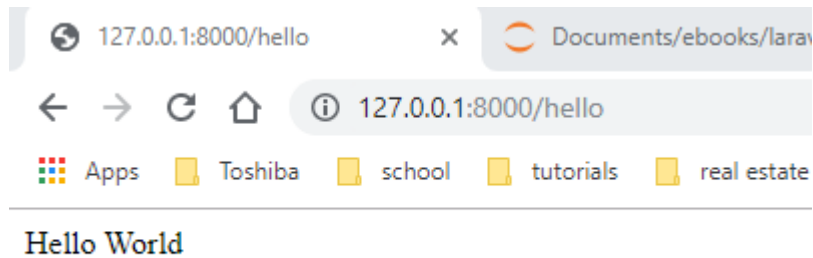 127.0.0.1:8000/hello Documents/ebooks/larav
127.0.0.1:8000/hello
Apps Toshiba school tutorials real estate
Hello World